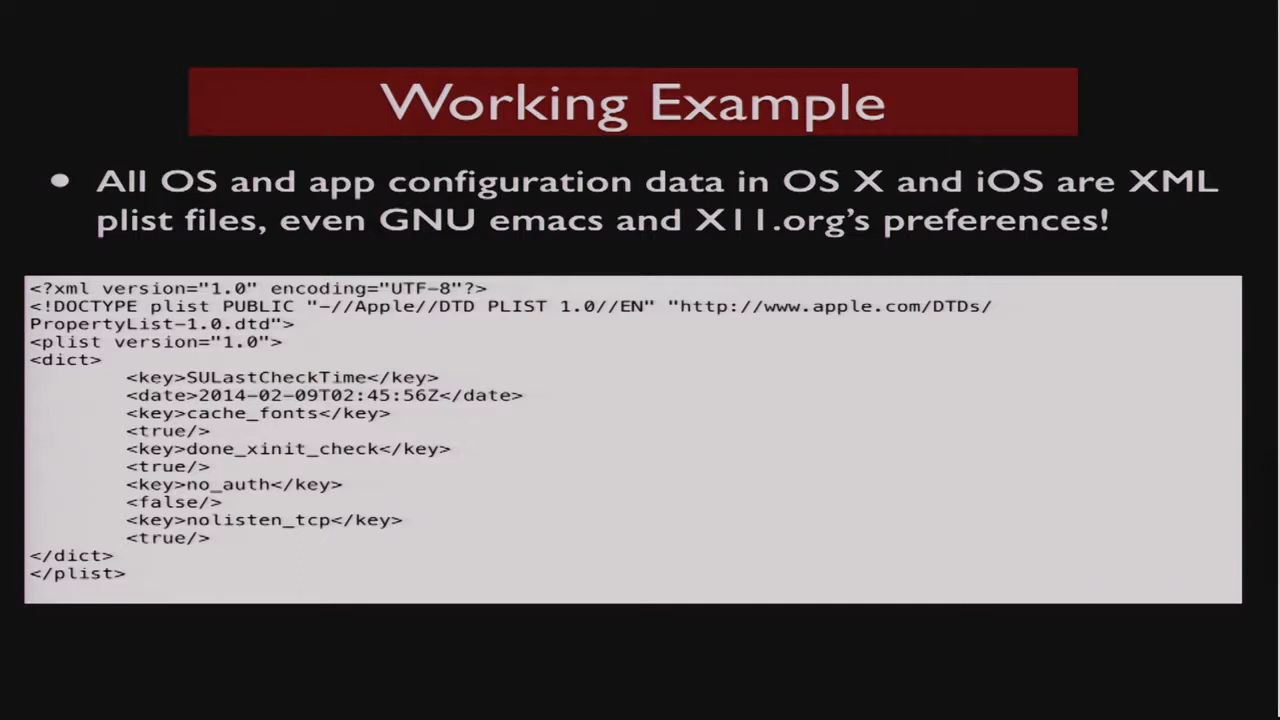 Working Example
• All OS and app configuration data in OS X and iOS are XML
plist files, even GNU emacs and X11.org's preferences!
<?xml version="1.0" encoding="UTF-8"?>
<!DOCTYPE plist PUBLIC "-//Apple//DTD PLIST 1.0//EN" "http://www.apple.com/DTDs/
PropertyList-1.0.dtd">
<plist version="1.0">
<dict>
	<key>SULastCheckTime</key>
	<date>2014-02-09T02:45:56Z</date>
	<key>cache_fonts</key>
	<true/>
	<key>done_xinit_check</key>
	<true/>
	<key>no_auth</key>
	<false/>
	<key>nolisten_tcp</key>
	<true/>
</dict>
</plist>